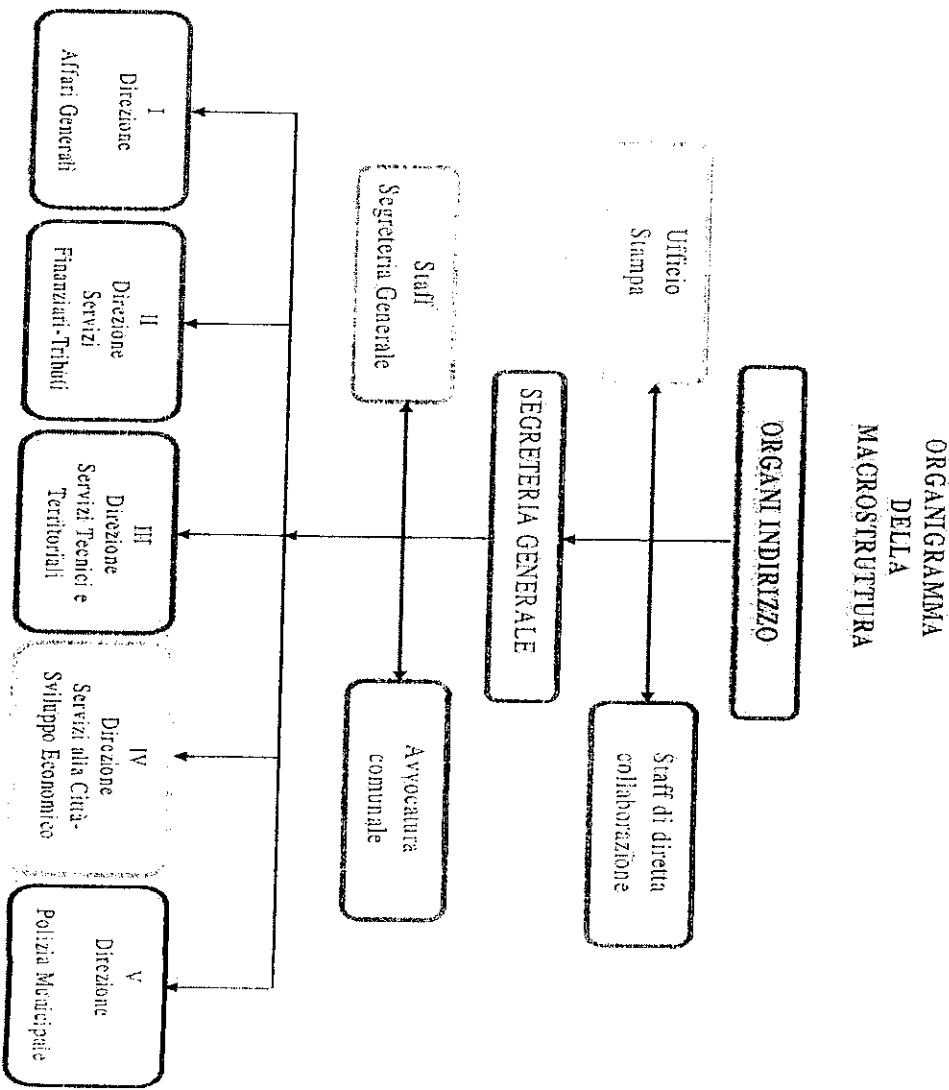 ORGANIGRAMMA
DELLA
MACROSTRUTTURA
ORGANI INDIRIZZO
Ufficio
Stampa
Staff di diretta
collaborazione
SEGRETERIA GENERALE
Staff
Segreteria Generale
Avvocatura
comunale
I
Direzione
Affari Generali
II
Direzione
Servizi
Finanziari-Tributi
III
Direzione
Servizi Tecnici e
Territoriali
IV
Direzione
Servizi alla Città-
Sviluppo Economico
V
Direzione
Polizia Municipale